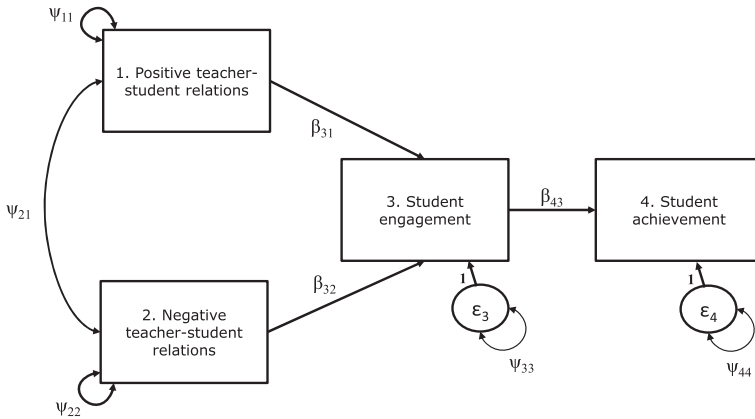 ψ11
1. Positive teacher-
student relations
β31
ψ21
3. Student
engagement
β43
4. Student
achievement
β32
2. Negative
teacher-student
relations
1
ε3
ψ33
1
ε4
ψ44
ψ22